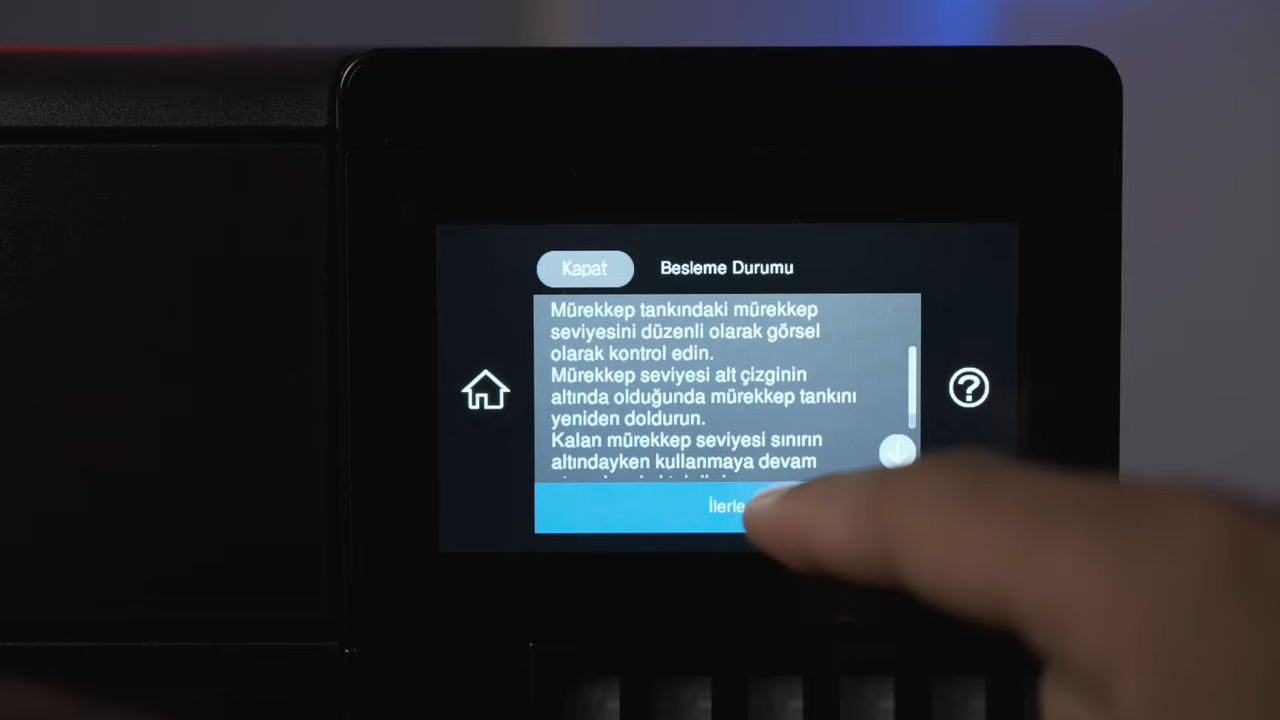 Kapat
Besleme Durumu
Mürekkep tankındaki mürekkep
seviyesini düzenli olarak görsel
olarak kontrol edin.
Mürekkep seviyesi alt çizginin
altında olduğunda mürekkep tankını
yeniden doldurun.
Kalan mürekkep seviyesi sınırın
altındayken kullanmaya devam